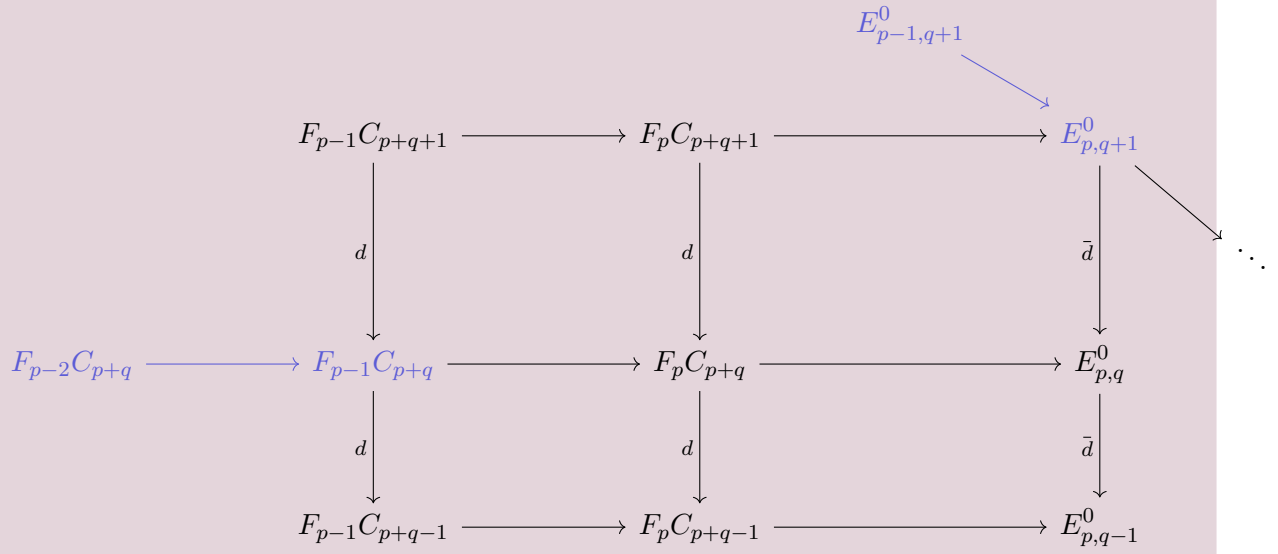 $E^0_{p-1,q+1}$
$F_{p-1}C_{p+q+1}$ $F_pC_{p+q+1}$ $E^0_{p,q+1}$
$d$ $d$ $\bar{d}$
⋱
$F_{p-2}C_{p+q}$ $F_{p-1}C_{p+q}$ $F_pC_{p+q}$ $E^0_{p,q}$
$d$ $d$ $\bar{d}$
$F_{p-1}C_{p+q-1}$ $F_pC_{p+q-1}$ $E^0_{p,q-1}$